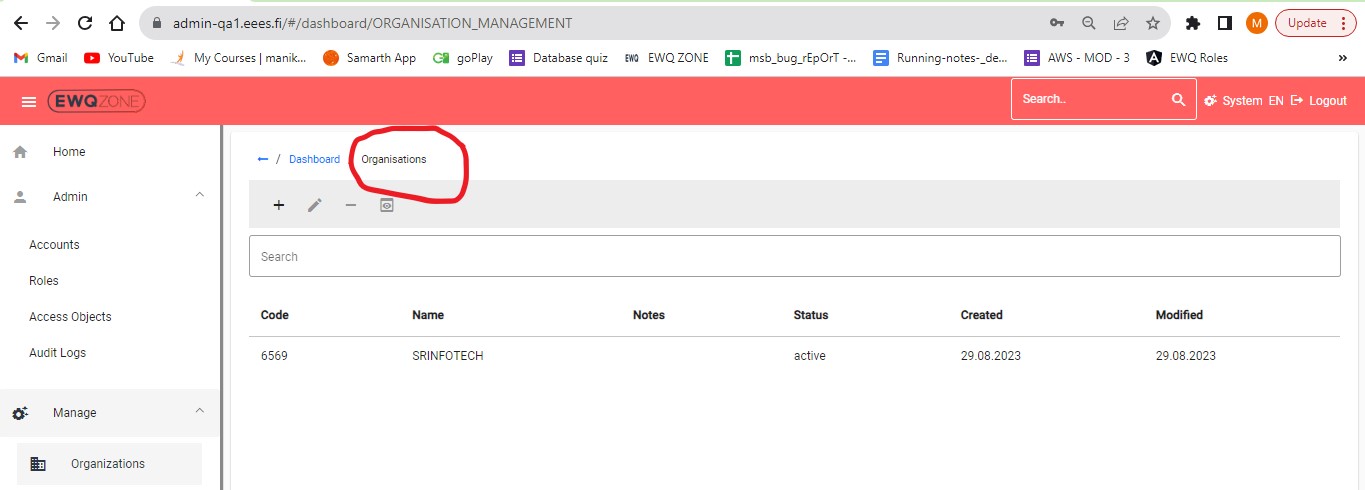 admin-qa1.eees.fi/#/dashboard/ORGANISATION_MANAGEMENT
M
Update
Gmail
YouTube
My Courses | manik...
Samarth App
goPlay
Database quiz
EWQ EWQ ZONE
msb_bug_rEpOrT -...
Running-notes-_de...
AWS - MOD - 3
EWQ Roles
»
EWQZONE
Search..
System EN Logout
Home
Admin
Accounts
Roles
Access Objects
Audit Logs
Manage
Organizations
← / Dashboard / Organisations
Search
Code Name Notes Status Created Modified
6569 SRINFOTECH active 29.08.2023 29.08.2023